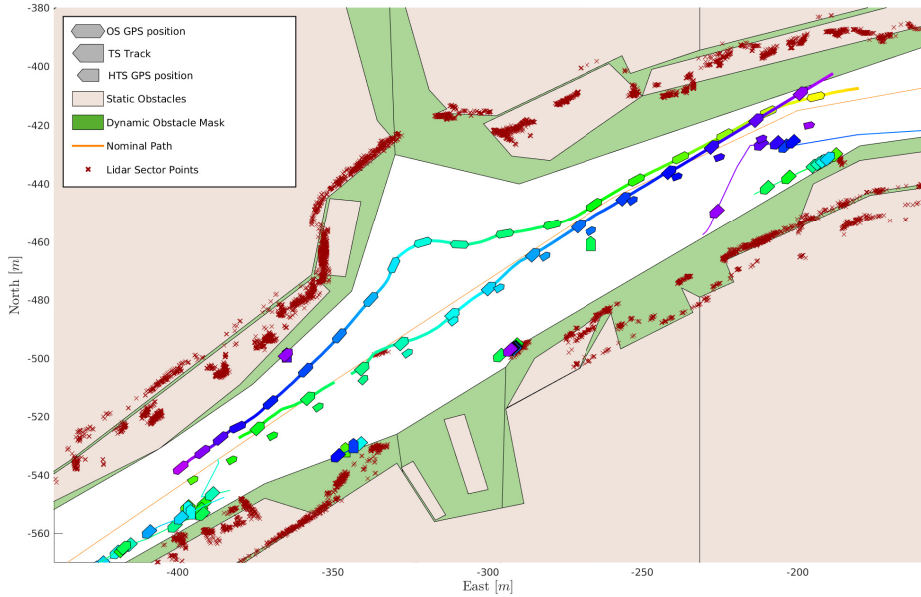 OS GPS position
TS Track
HTS GPS position
Static Obstacles
Dynamic Obstacle Mask
Nominal Path
Lidar Sector Points
-380
-400
-420
-440
-460
-480
-500
-520
-540
-560
North [m]
-400
-350
-300
-250
-200
East [m]